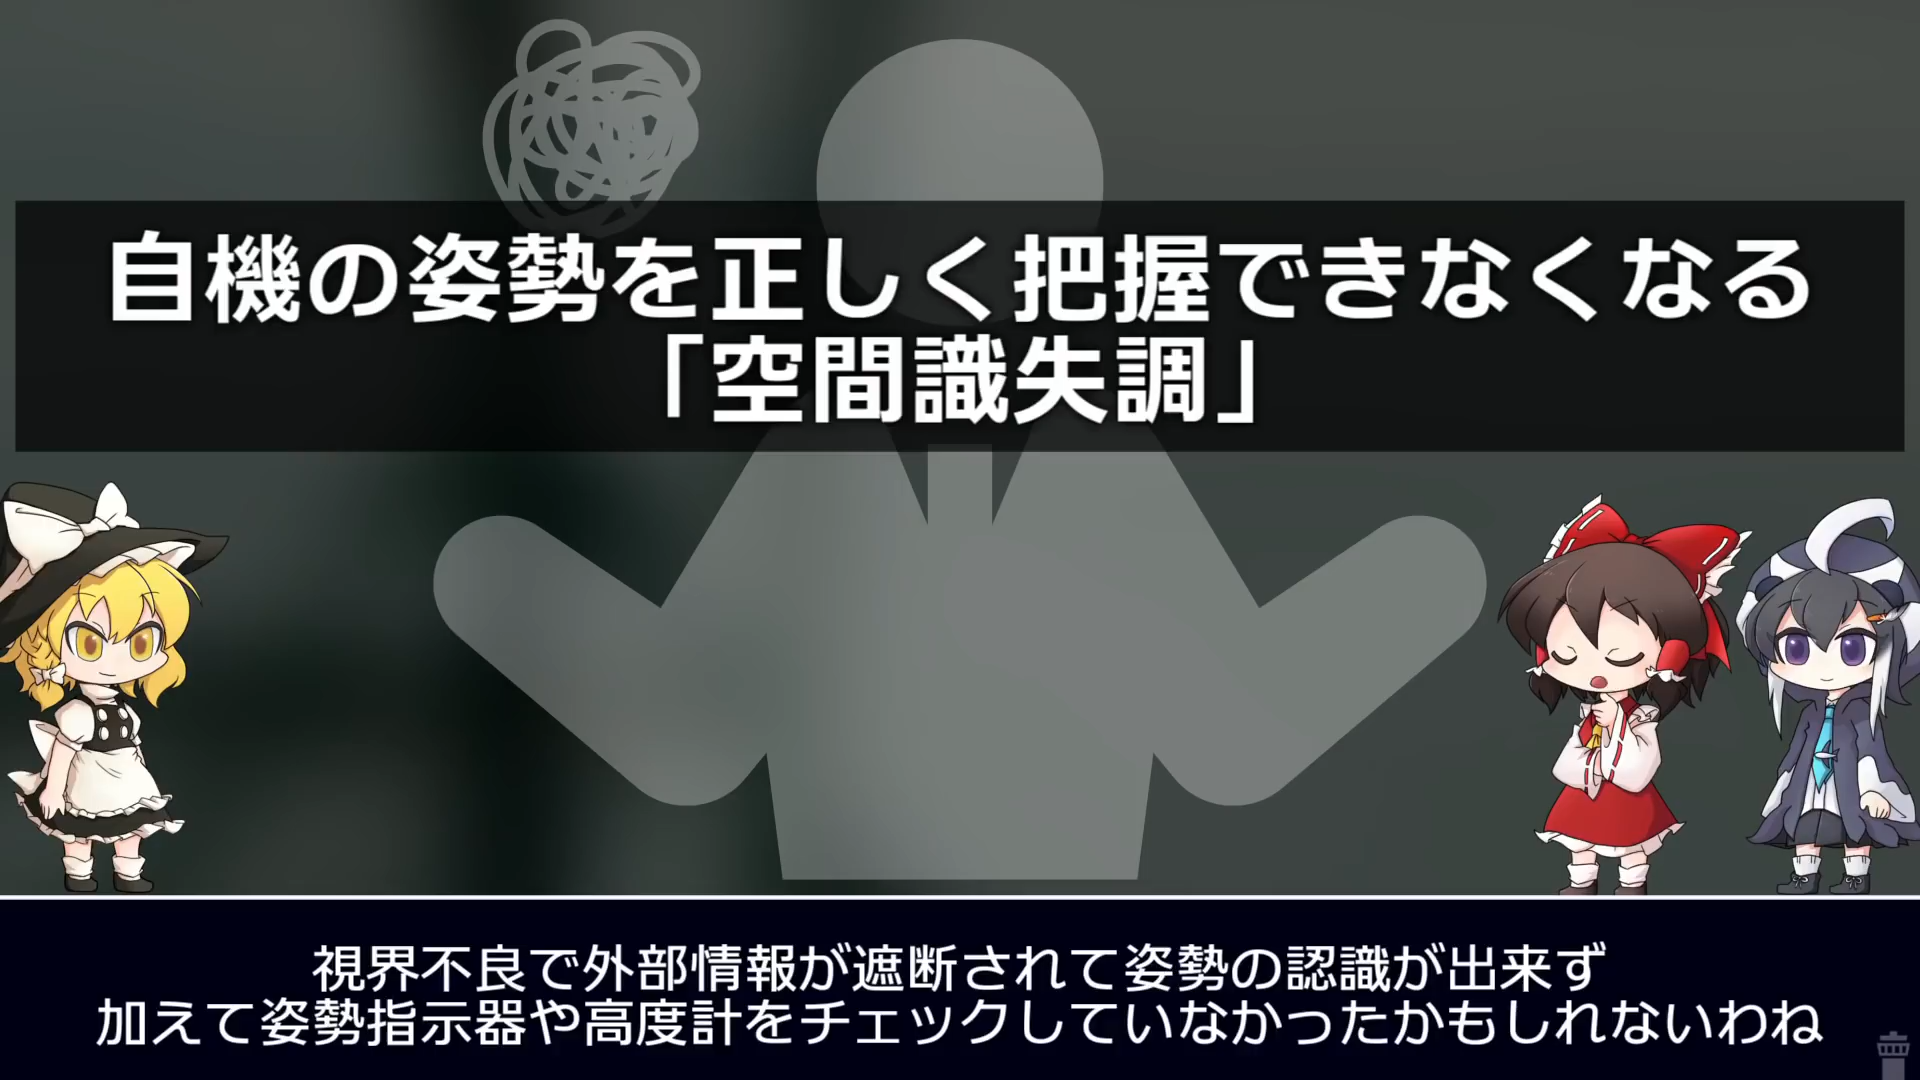 自機の姿勢を正しく把握できなくなる
「空間識失調」
視界不良で外部情報が遮断されて姿勢の認識が出来ず
加えて姿勢指示器や高度計をチェックしていなかったかもしれないわね